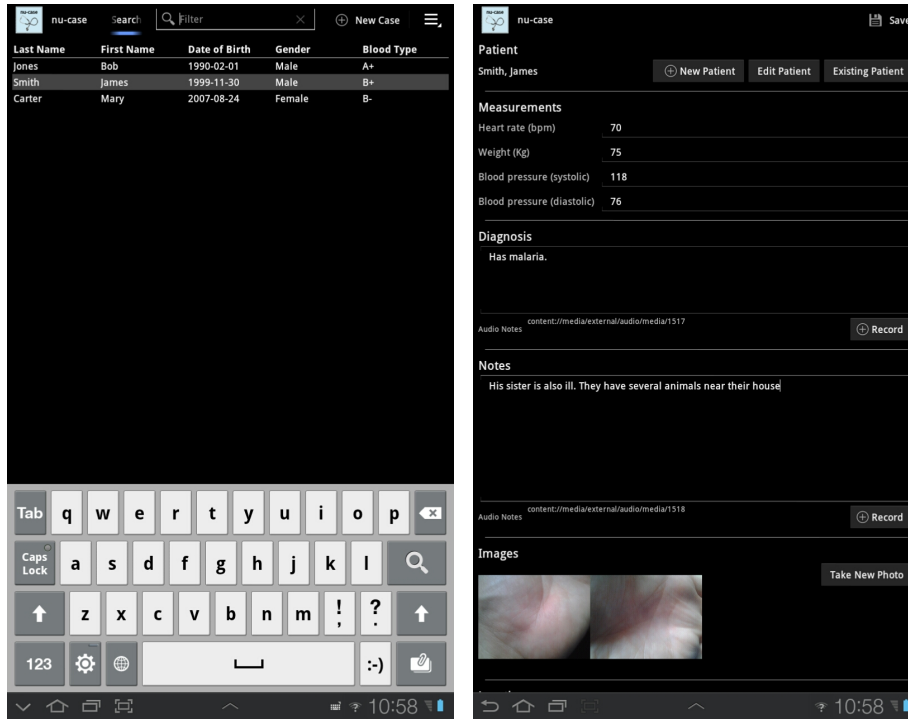 nu-case
nu-case Search Filter New Case
Last Name First Name Date of Birth Gender Blood Type
Jones Bob 1990-02-01 Male A+
Smith James 1999-11-30 Male B+
Carter Mary 2007-08-24 Female B-
Tab q w e r t y u i o p
Caps Lock a s d f g h j k l
z x c v b n m ! , ? .
123 :-)
10:58
nu-case
nu-case Save
Patient
Smith, James New Patient Edit Patient Existing Patient
Measurements
Heart rate (bpm) 70
Weight (Kg) 75
Blood pressure (systolic) 118
Blood pressure (diastolic) 76
Diagnosis
Has malaria.
Audio Notes content://media/external/audio/media/1517 Record
Notes
His sister is also ill. They have several animals near their house
Audio Notes content://media/external/audio/media/1518 Record
Images
Take New Photo
10:58